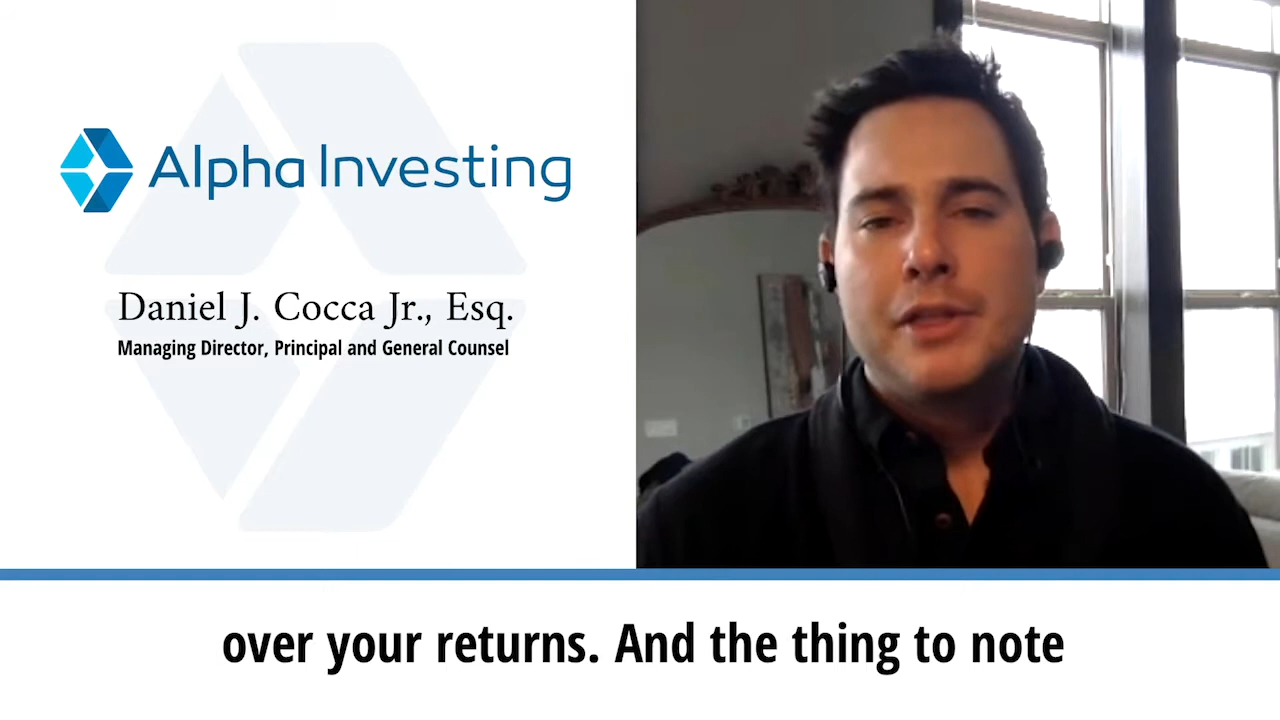 Alpha Investing
Daniel J. Cocca Jr., Esq.
Managing Director, Principal and General Counsel
over your returns. And the thing to note